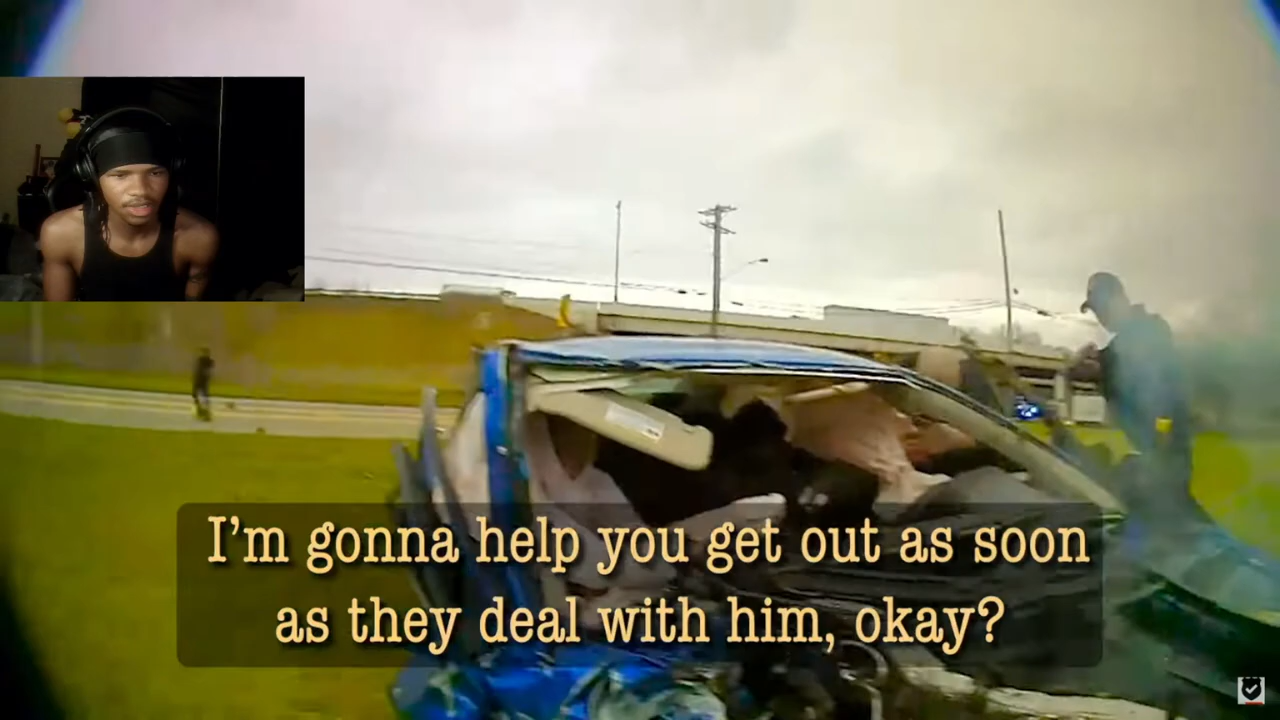 I'm gonna help you get out as soon
as they deal with him, okay?